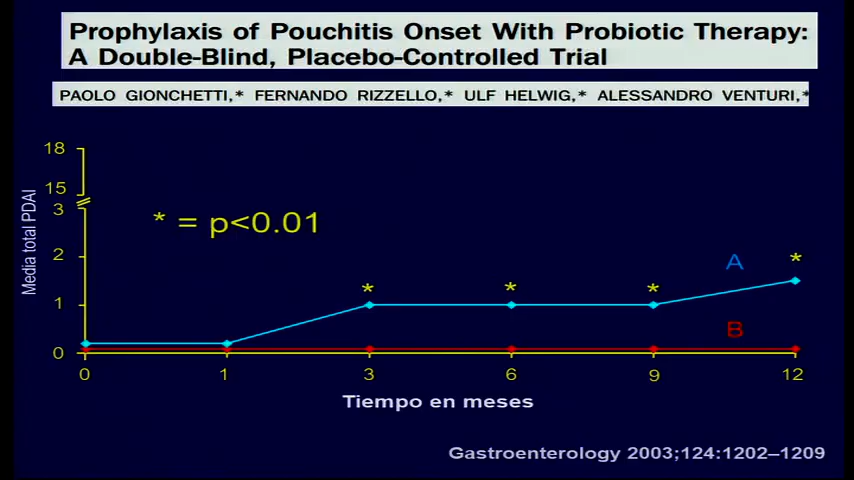 Prophylaxis of Pouchitis Onset With Probiotic Therapy:
A Double-Blind, Placebo-Controlled Trial
PAOLO GIONCHETTI,* FERNANDO RIZZELLO,* ULF HELWIG,* ALESSANDRO VENTURI,*
18
15
3
2
1
0
Media total PDAI
* = p<0.01
* * * *
A
B
0 1 3 6 9 12
Tiempo en meses
Gastroenterology 2003;124:1202–1209